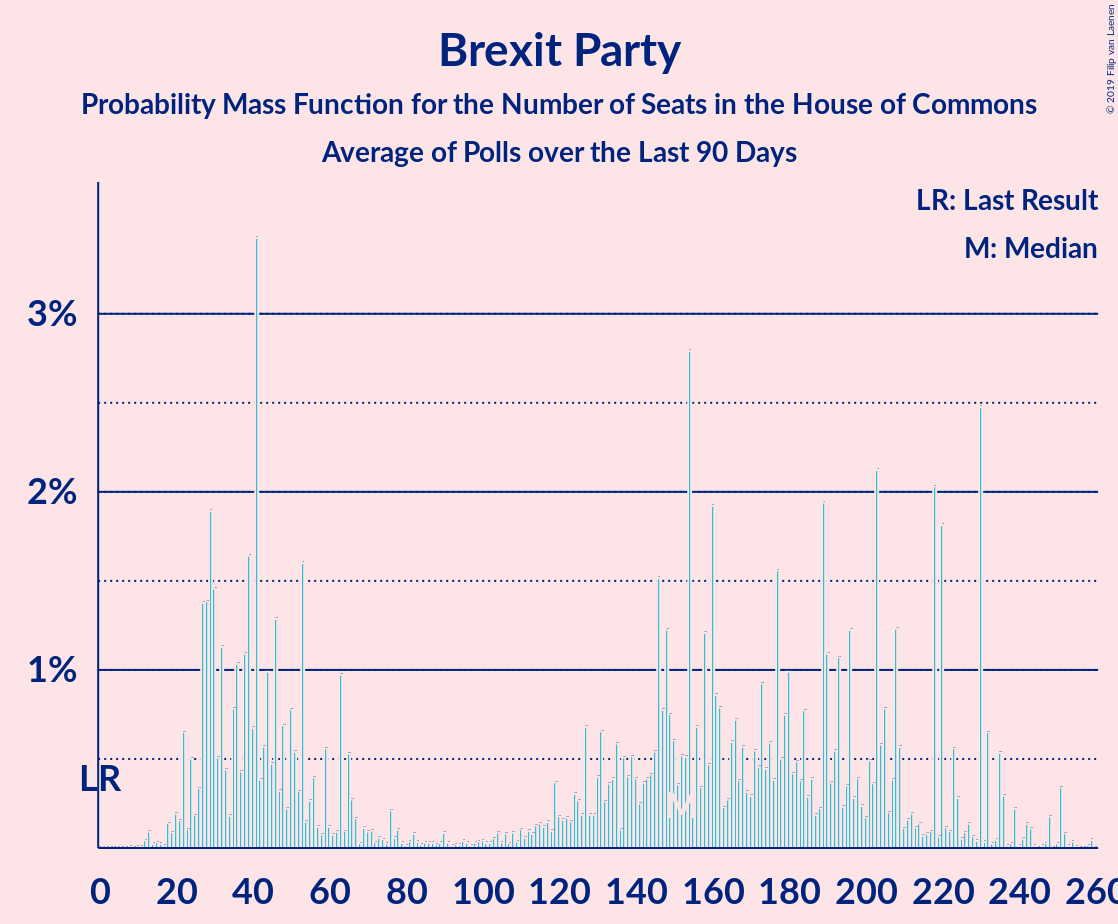 Brexit Party
Probability Mass Function for the Number of Seats in the House of Commons
Average of Polls over the Last 90 Days
© 2019 Filip van Laenen
LR: Last Result
M: Median
3%
2%
1%
LR
M
0 20 40 60 80 100 120 140 160 180 200 220 240 260